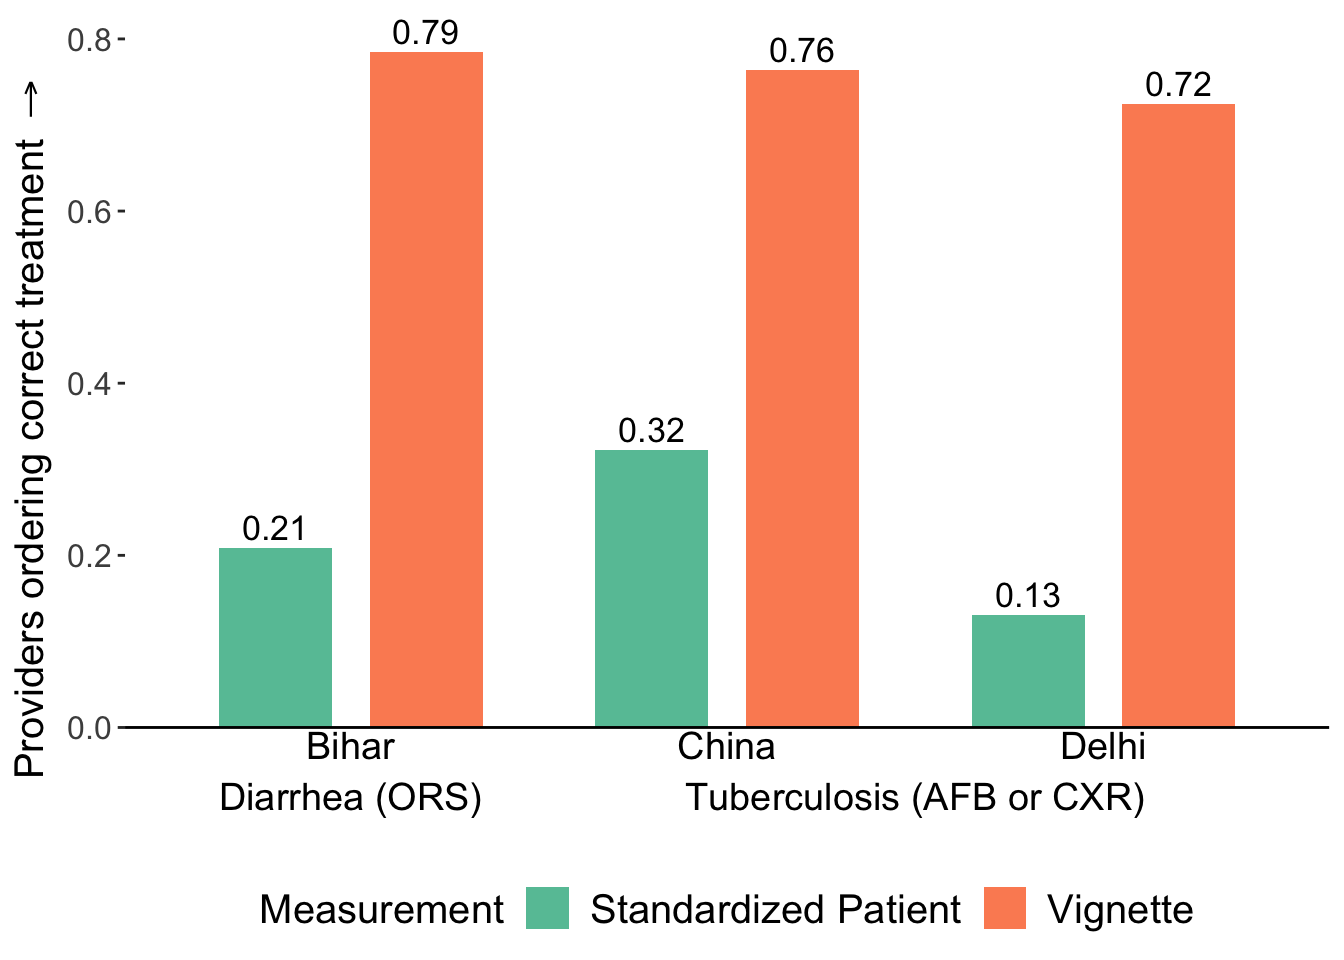 Providers ordering correct treatment →
0.8
0.6
0.4
0.2
0.0
0.21
0.79
0.32
0.76
0.13
0.72
Bihar
China
Delhi
Diarrhea (ORS)
Tuberculosis (AFB or CXR)
Measurement
Standardized Patient
Vignette